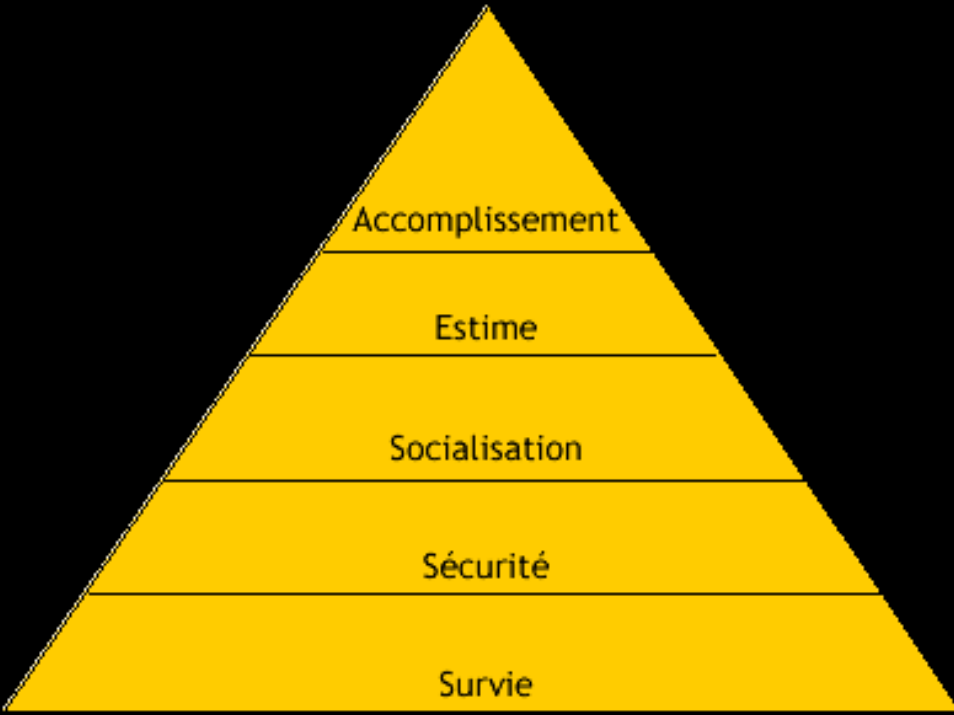 Accomplissement
Estime
Socialisation
Sécurité
Survie